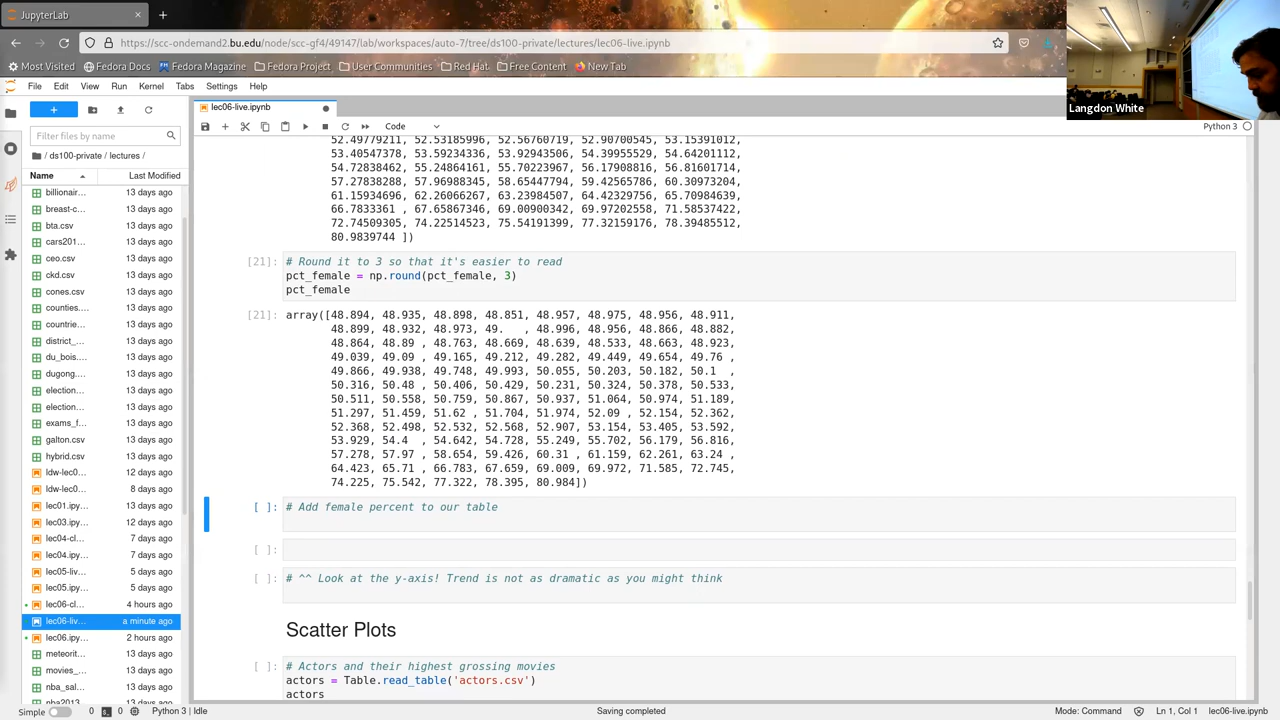 JupyterLab
https://scc-ondemand2.bu.edu/node/scc-gf4/49147/lab/workspaces/auto-7/tree/ds100-private/lectures/lec06-live.ipynb
Most Visited Fedora Docs Fedora Magazine Fedora Project User Communities Red Hat Free Content New Tab
Langdon White
File Edit View Run Kernel Tabs Settings Help
lec06-live.ipynb
Code
Python 3
Filter files by name
/ ds100-private / lectures /
Name Last Modified
billionair... 13 days ago
breast-c... 13 days ago
bta.csv 13 days ago
cars201... 13 days ago
ceo.csv 13 days ago
ckd.csv 13 days ago
cones.csv 13 days ago
counties.... 13 days ago
countrie... 13 days ago
district_... 13 days ago
du_bois.... 13 days ago
dugong.... 13 days ago
election... 13 days ago
election... 13 days ago
exams_f... 13 days ago
galton.csv 13 days ago
hybrid.csv 13 days ago
ldw-lec0... 12 days ago
ldw-lec0... 8 days ago
lec01.ipy... 13 days ago
lec03.ipy... 12 days ago
lec04-cl... 7 days ago
lec04.ipy... 7 days ago
lec05-liv... 5 days ago
lec05.ipy... 5 days ago
lec06-cl... 4 hours ago
lec06-liv... a minute ago
lec06.ipy... 2 hours ago
meteorit... 13 days ago
movies_... 13 days ago
nba_sal... 13 days ago
nba2013... 13 days ago
52.49779211, 52.53185996, 52.56760719, 52.90700545, 53.15391012,
53.40547378, 53.59234336, 53.92943506, 54.39955529, 54.64201112,
54.72838462, 55.24864161, 55.70223967, 56.17908816, 56.81601714,
57.27838288, 57.96988345, 58.65447794, 59.42565786, 60.30973204,
61.15934696, 62.26066267, 63.23984507, 64.42329756, 65.70984639,
66.7833361 , 67.65867346, 69.00900342, 69.97202558, 71.58537422,
72.74509305, 74.22514523, 75.54191399, 77.32159176, 78.39485512,
80.9839744 ])
[21]: # Round it to 3 so that it's easier to read
pct_female = np.round(pct_female, 3)
pct_female
[21]: array([48.894, 48.935, 48.898, 48.851, 48.957, 48.975, 48.956, 48.911,
48.899, 48.932, 48.973, 49. , 48.996, 48.956, 48.866, 48.882,
48.864, 48.89 , 48.763, 48.669, 48.639, 48.533, 48.663, 48.923,
49.039, 49.09 , 49.165, 49.212, 49.282, 49.449, 49.654, 49.76 ,
49.866, 49.938, 49.748, 49.993, 50.055, 50.203, 50.182, 50.1 ,
50.316, 50.48 , 50.406, 50.429, 50.231, 50.324, 50.378, 50.533,
50.511, 50.558, 50.759, 50.867, 50.937, 51.064, 50.974, 51.189,
51.297, 51.459, 51.62 , 51.704, 51.974, 52.09 , 52.154, 52.362,
52.368, 52.498, 52.532, 52.568, 52.907, 53.154, 53.405, 53.592,
53.929, 54.4 , 54.642, 54.728, 55.249, 55.702, 56.179, 56.816,
57.278, 57.97 , 58.654, 59.426, 60.31 , 61.159, 62.261, 63.24 ,
64.423, 65.71 , 66.783, 67.659, 69.009, 69.972, 71.585, 72.745,
74.225, 75.542, 77.322, 78.395, 80.984])
[ ]: # Add female percent to our table
[ ]:
[ ]: # ^^ Look at the y-axis! Trend is not as dramatic as you might think
Scatter Plots
[ ]: # Actors and their highest grossing movies
actors = Table.read_table('actors.csv')
actors
Simple 0 0 Python 3 | Idle Saving completed Mode: Command Ln 1, Col 1 lec06-live.ipynb